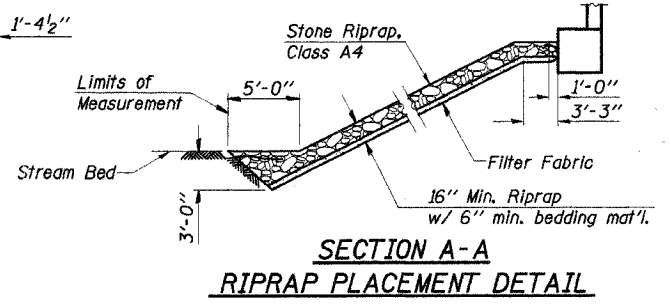 1'-4½"
Stone Riprap,
Class A4
Limits of
Measurement
5'-0"
1'-0"
3'-3"
Stream Bed
Filter Fabric
3'-0"
16" Min. Riprap
w/ 6" min. bedding mat'l.
SECTION A-A
RIPRAP PLACEMENT DETAIL